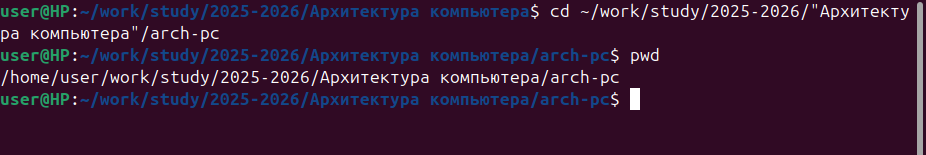 user@HP:~/work/study/2025-2026/Архитектура компьютера$ cd ~/work/study/2025-2026/"Архитекту
ра компьютера"/arch-pc
user@HP:~/work/study/2025-2026/Архитектура компьютера/arch-pc$ pwd
/home/user/work/study/2025-2026/Архитектура компьютера/arch-pc
user@HP:~/work/study/2025-2026/Архитектура компьютера/arch-pc$